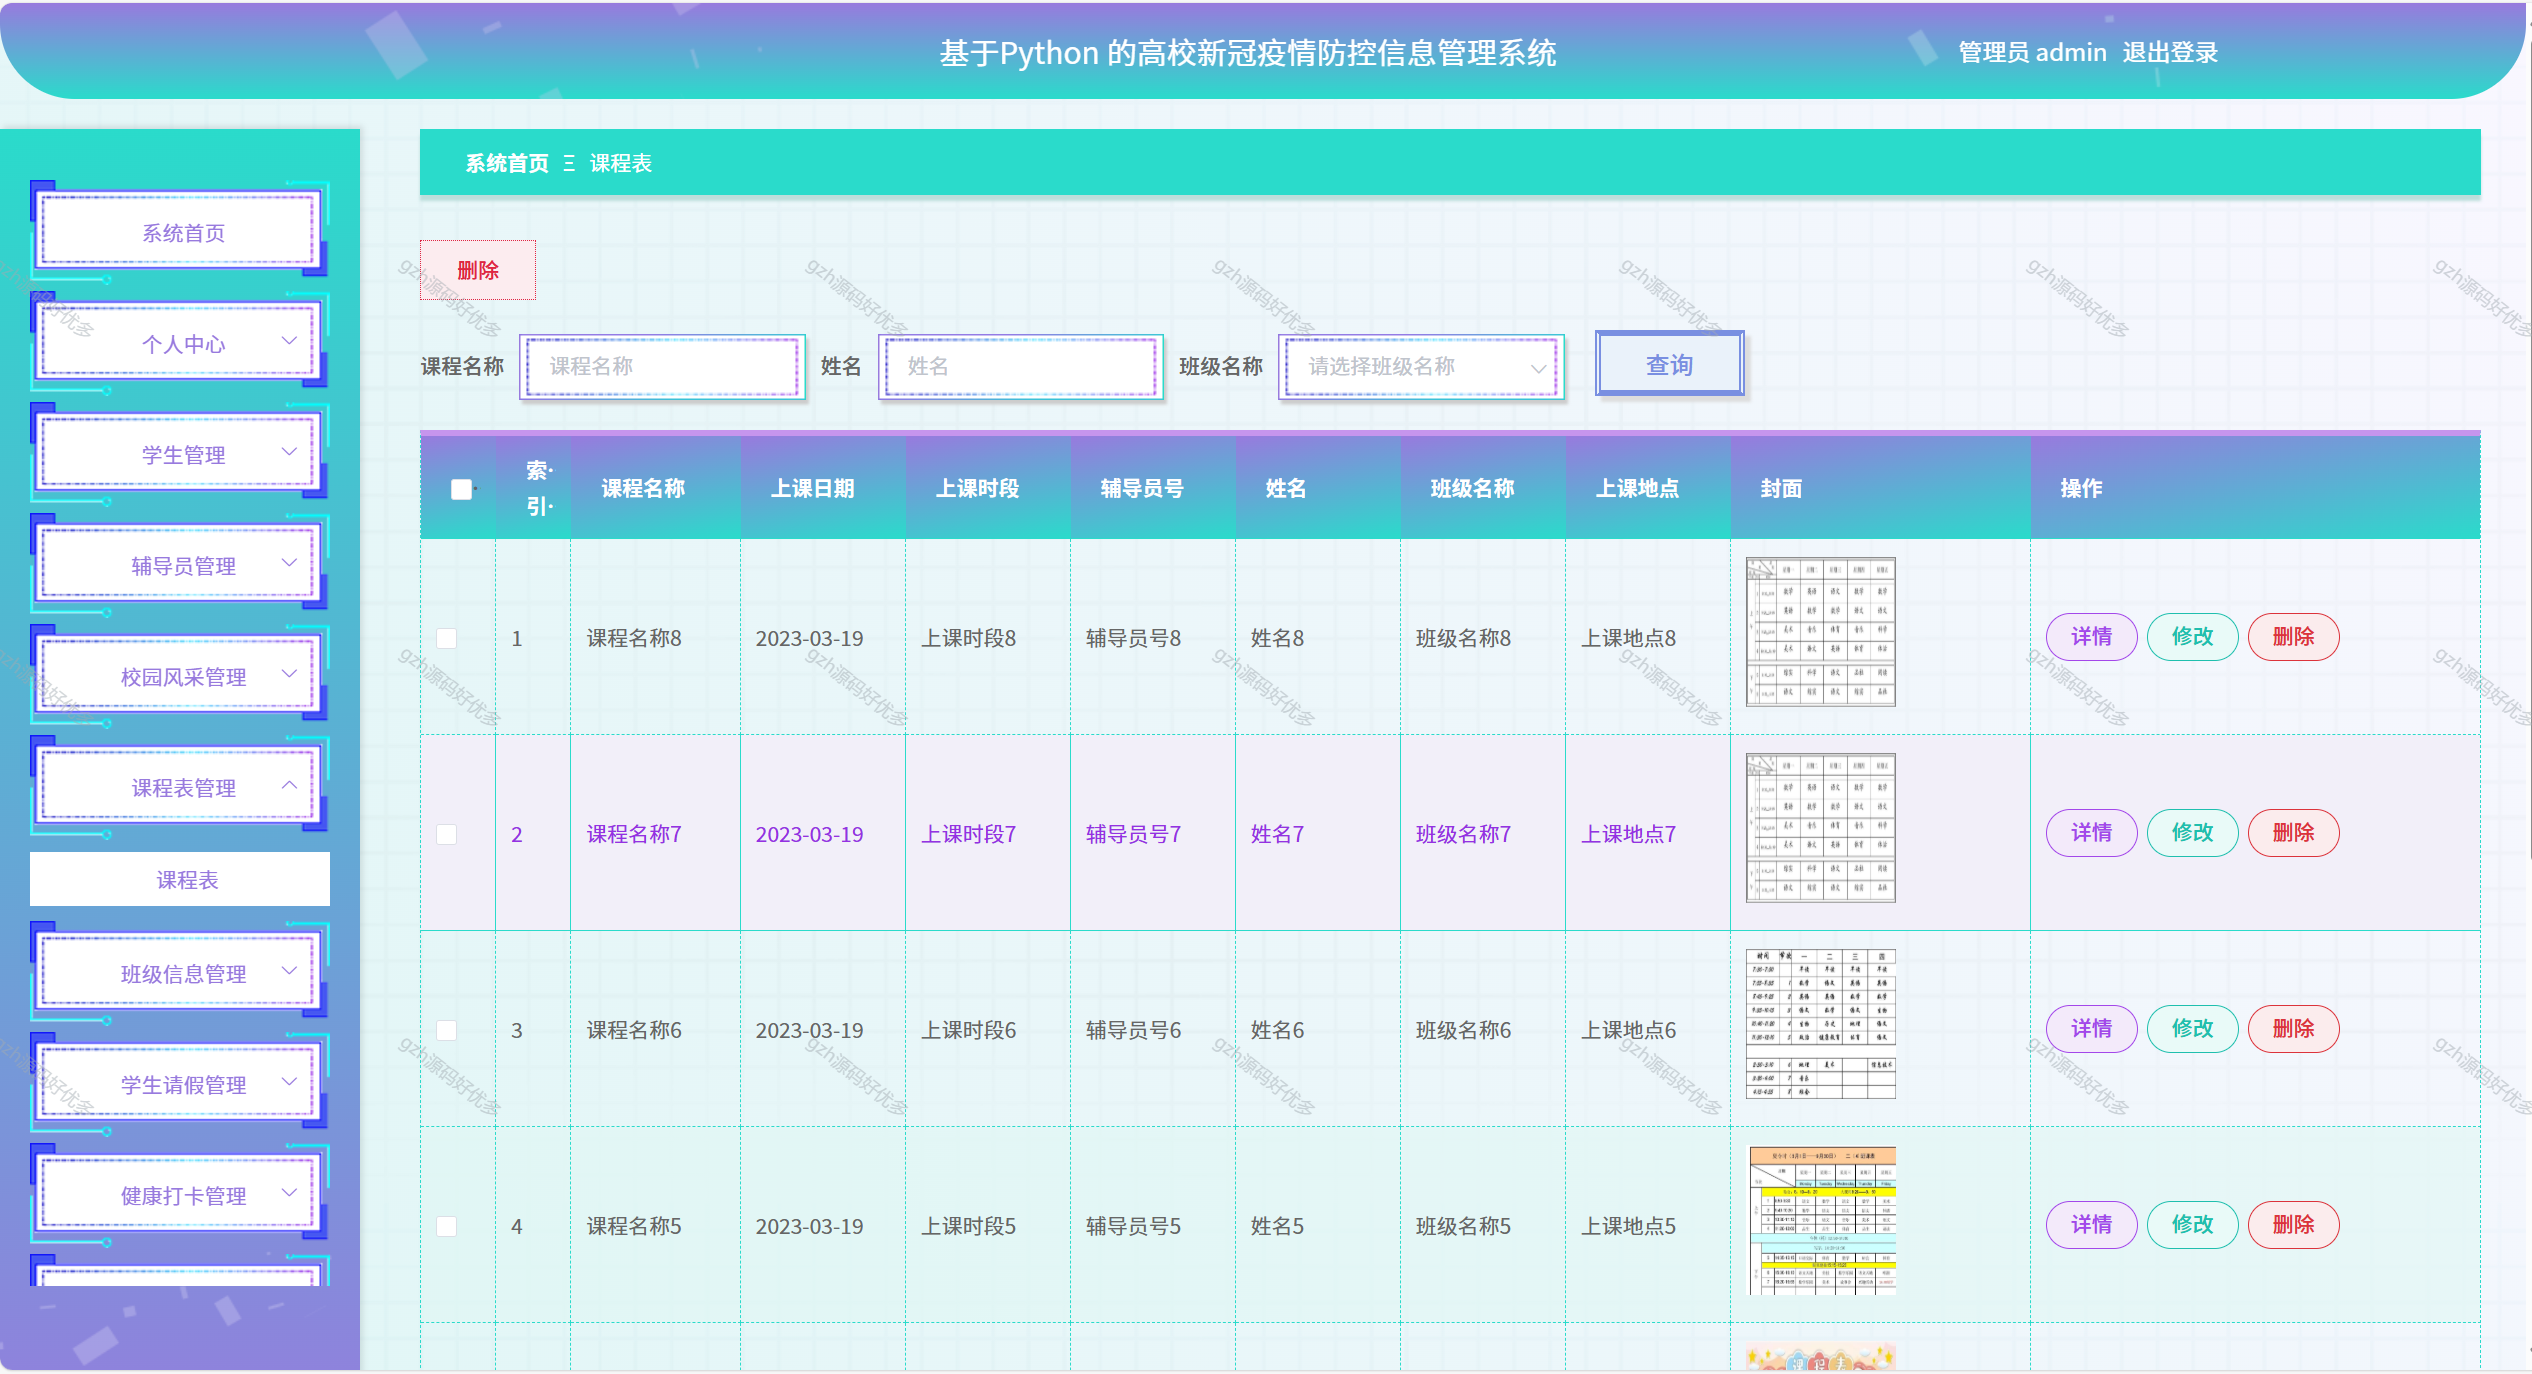 基于Python 的高校新冠疫情防控信息管理系统
管理员 admin 退出登录
系统首页 Ξ 课程表
系统首页
个人中心
学生管理
辅导员管理
校园风采管理
课程表管理
课程表
班级信息管理
学生请假管理
健康打卡管理
删除
课程名称 课程名称 姓名 姓名 班级名称 请选择班级名称 查询
索引 课程名称 上课日期 上课时段 辅导员号 姓名 班级名称 上课地点 封面 操作
1 课程名称8 2023-03-19 上课时段8 辅导员号8 姓名8 班级名称8 上课地点8 详情 修改 删除
2 课程名称7 2023-03-19 上课时段7 辅导员号7 姓名7 班级名称7 上课地点7 详情 修改 删除
3 课程名称6 2023-03-19 上课时段6 辅导员号6 姓名6 班级名称6 上课地点6 详情 修改 删除
4 课程名称5 2023-03-19 上课时段5 辅导员号5 姓名5 班级名称5 上课地点5 详情 修改 删除
课程表
gzh源码好优多